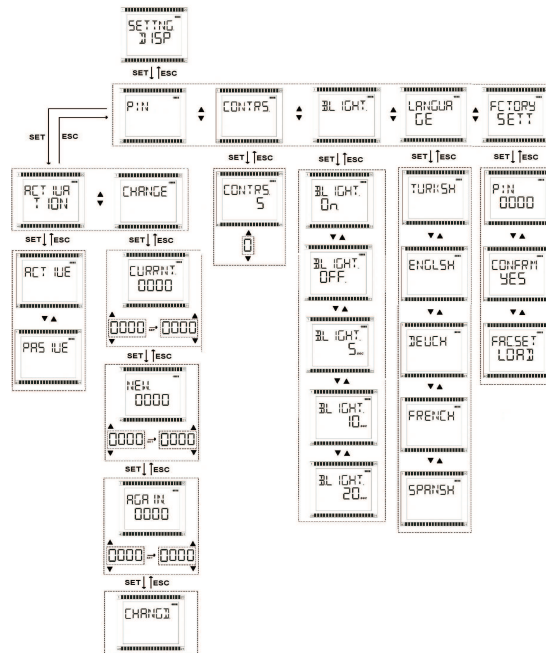 SETTNG
DISP
SET ESC
PIN
CONTRS.
BLIGHT.
LANGUA
GE
FCTORY
SETT
SET ESC
SET ESC
SET ESC
SET ESC
SET ESC
ACTIVA
TION
CHANGE
CONTRS.
5
0
BLIGHT.
On
TURKSH
PIN
0000
SET ESC
SET ESC
ACTIVE
CURRNT.
0000
BLIGHT.
OFF.
ENGLSH
CONFRM
YES
0000 0000
PASIVE
SET ESC
BLIGHT.
5
DEUCH
FACSET
LOAD
NEW.
0000
0000 0000
BLIGHT.
10
FRENCH
SET ESC
AGAIN.
0000
BLIGHT.
20
SPANSH
0000 0000
SET ESC
CHANGD.